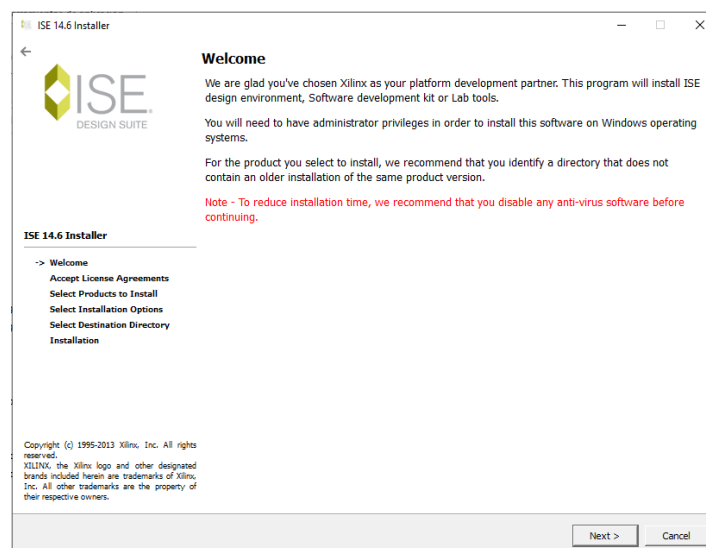 ISE 14.6 Installer
ISE
DESIGN SUITE
ISE 14.6 Installer
-> Welcome
Accept License Agreements
Select Products to Install
Select Installation Options
Select Destination Directory
Installation
Copyright (c) 1995-2013 Xilinx, Inc. All rights
reserved.
XILINX, the Xilinx logo and other designated
brands included herein are trademarks of Xilinx,
Inc. All other trademarks are the property of
their respective owners.
Welcome
We are glad you've chosen Xilinx as your platform development partner. This program will install ISE
design environment, Software development kit or Lab tools.
You will need to have administrator privileges in order to install this software on Windows operating
systems.
For the product you select to install, we recommend that you identify a directory that does not
contain an older installation of the same product version.
Note - To reduce installation time, we recommend that you disable any anti-virus software before
continuing.
Next >
Cancel